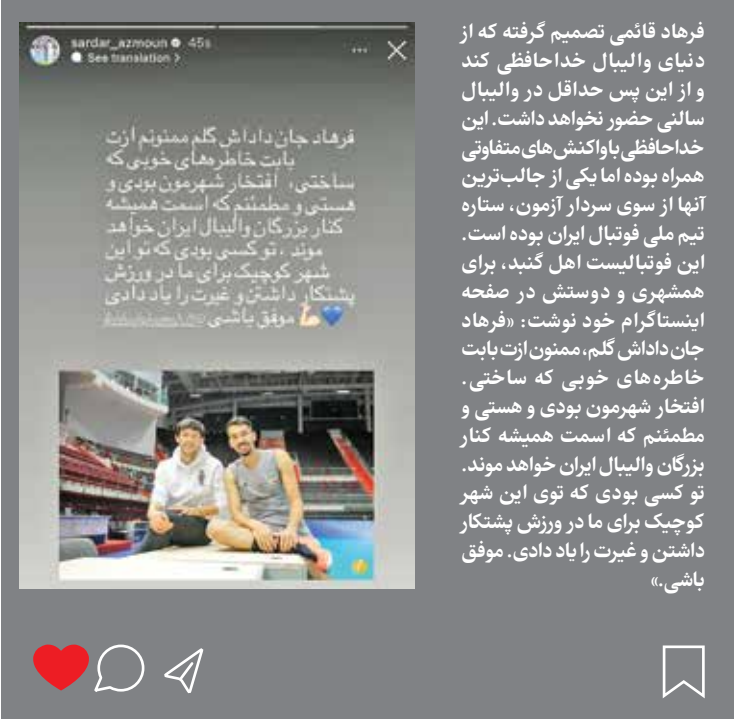 sardar_azmoun 45s
See translation >
فرهاد جان داداش گلم ممنونم ازت
بابت خاطره‌های خوبی که
ساختی، افتخار شهرمون بودی و
هستی و مطمئنم که اسمت همیشه
کنار بزرگان والیبال ایران خواهد
موند ، تو کسی بودی که تو این
شهر کوچیک برای ما در ورزش
پشتکار داشتن و غیرت را یاد دادی
موفق باشی
فرهاد قائمی تصمیم گرفته که از
دنیای والیبال خداحافظی کند
و از این پس حداقل در والیبال
سالنی حضور نخواهد داشت. این
خداحافظی با واکنش‌های متفاوتی
همراه بوده اما یکی از جالب‌ترین
آنها از سوی سردار آزمون، ستاره
تیم ملی فوتبال ایران بوده است.
این فوتبالیست اهل گنبد، برای
همشهری و دوستش در صفحه
اینستاگرام خود نوشت: «فرهاد
جان داداش گلم، ممنون ازت بابت
خاطره‌های خوبی که ساختی.
افتخار شهرمون بودی و هستی و
مطمئنم که اسمت همیشه کنار
بزرگان والیبال ایران خواهد موند.
تو کسی بودی که توی این شهر
کوچیک برای ما در ورزش پشتکار
داشتن و غیرت را یاد دادی. موفق
باشی.»